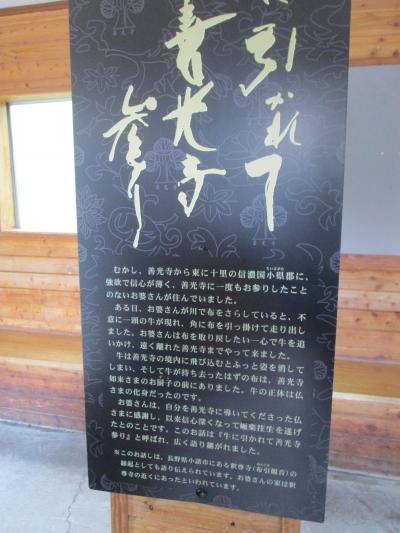 引かれて
善光寺
参り
むかし、善光寺から東に十里の信濃国小県郡に、
強欲で信心が薄く、善光寺に一度もお参りしたこと
のないお婆さんが住んでいました。
ある日、お婆さんが川で布をさらしていると、不
意に一頭の牛が現れ、角に布を引っ掛けて走り出し
ました。お婆さんは布を取り戻したい一心で牛を追
いかけ、遠く離れた善光寺までやって来ました。
牛は善光寺の境内に飛び込むとふっと姿を消して
しまい、そして牛が持ち去ったはずの布は、善光寺
如来さまのお厨子の前にありました。牛の正体は仏
さまの化身だったのです。
お婆さんは、自分を善光寺に導いてくださった仏
さまに感謝し、以来信心深くなって極楽往生を遂げ
たとのことです。このお話は『牛に引かれて善光寺
参り』と呼ばれ、広く語り継がれました。
※このお話しは、長野県小諸市にある釈尊寺(布引観音)の
縁起としても語り伝えられています。お婆さんの家は釈
尊寺の近くにあったといわれています。